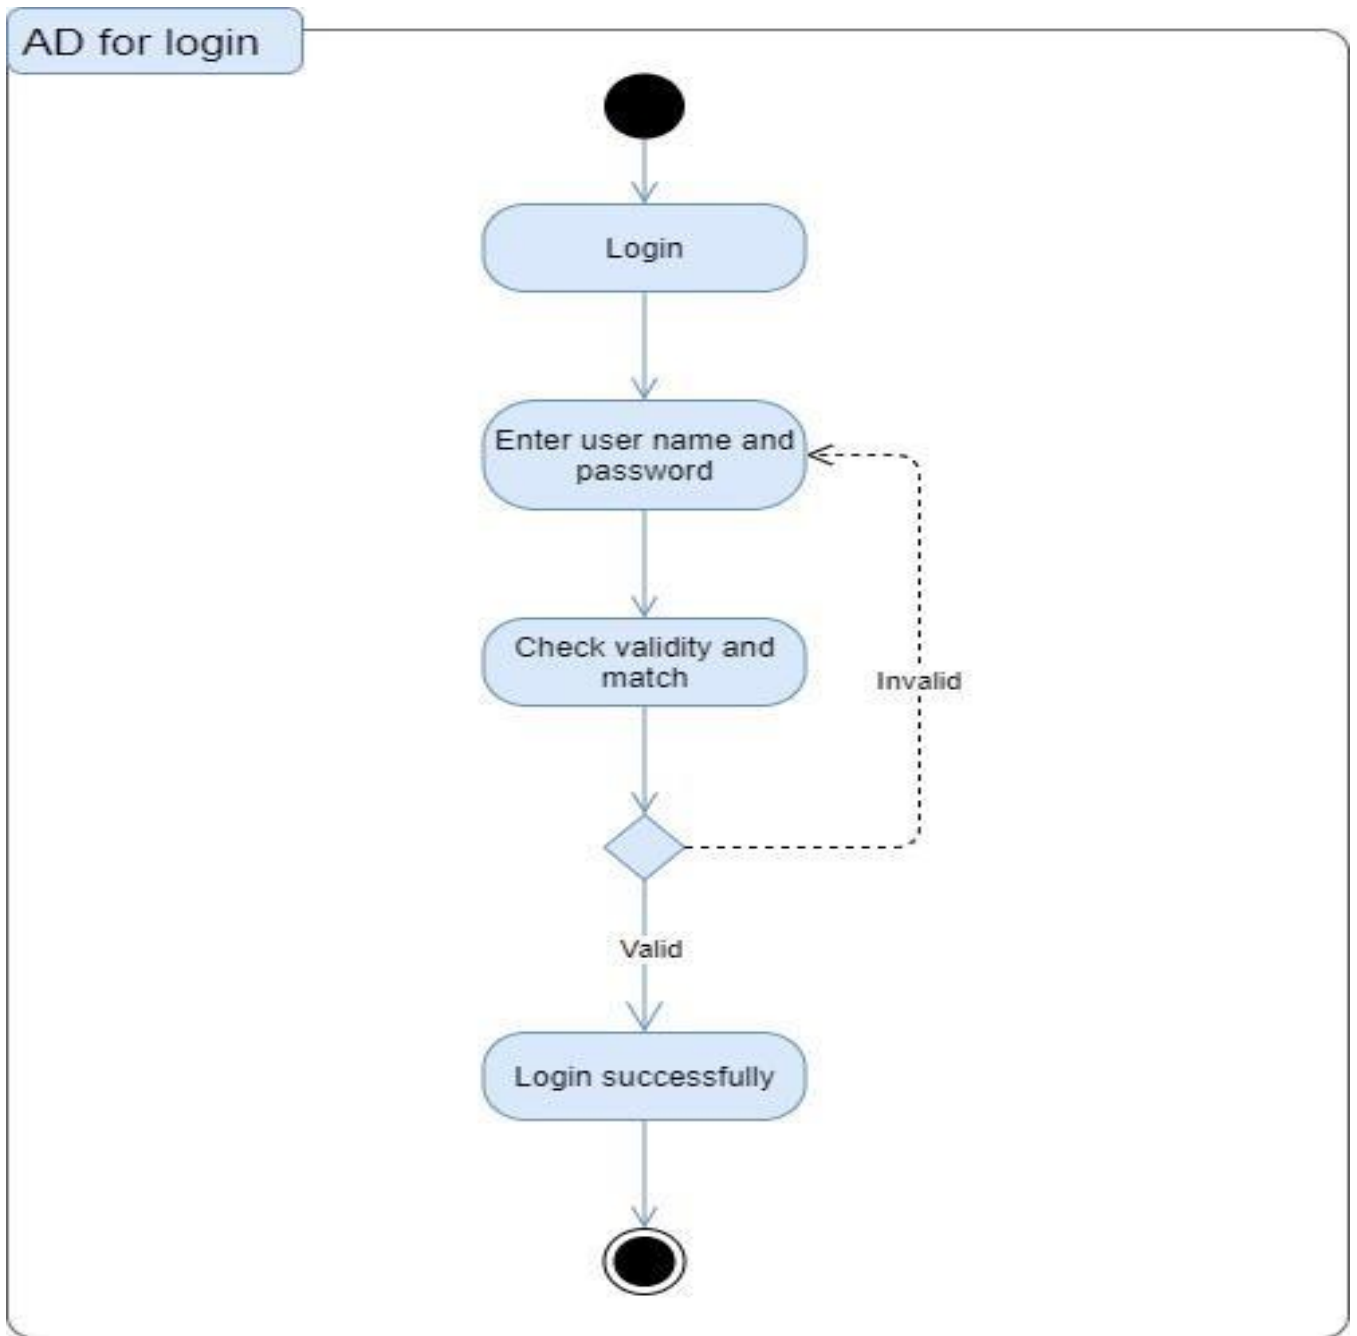 AD for login
Login
Enter user name and
password
Check validity and
match
Invalid
Valid
Login successfully